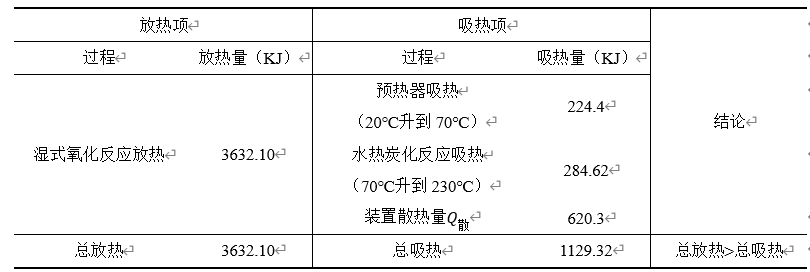 放热项 吸热项
过程 放热量（KJ） 过程 吸热量（KJ）
结论
预热器吸热
（20℃升到 70℃）
224.4
湿式氧化反应放热 3632.10
水热炭化反应吸热
（70℃升到 230℃）
284.62
装置散热量Q散 620.3
总放热 3632.10 总吸热 1129.32 总放热>总吸热